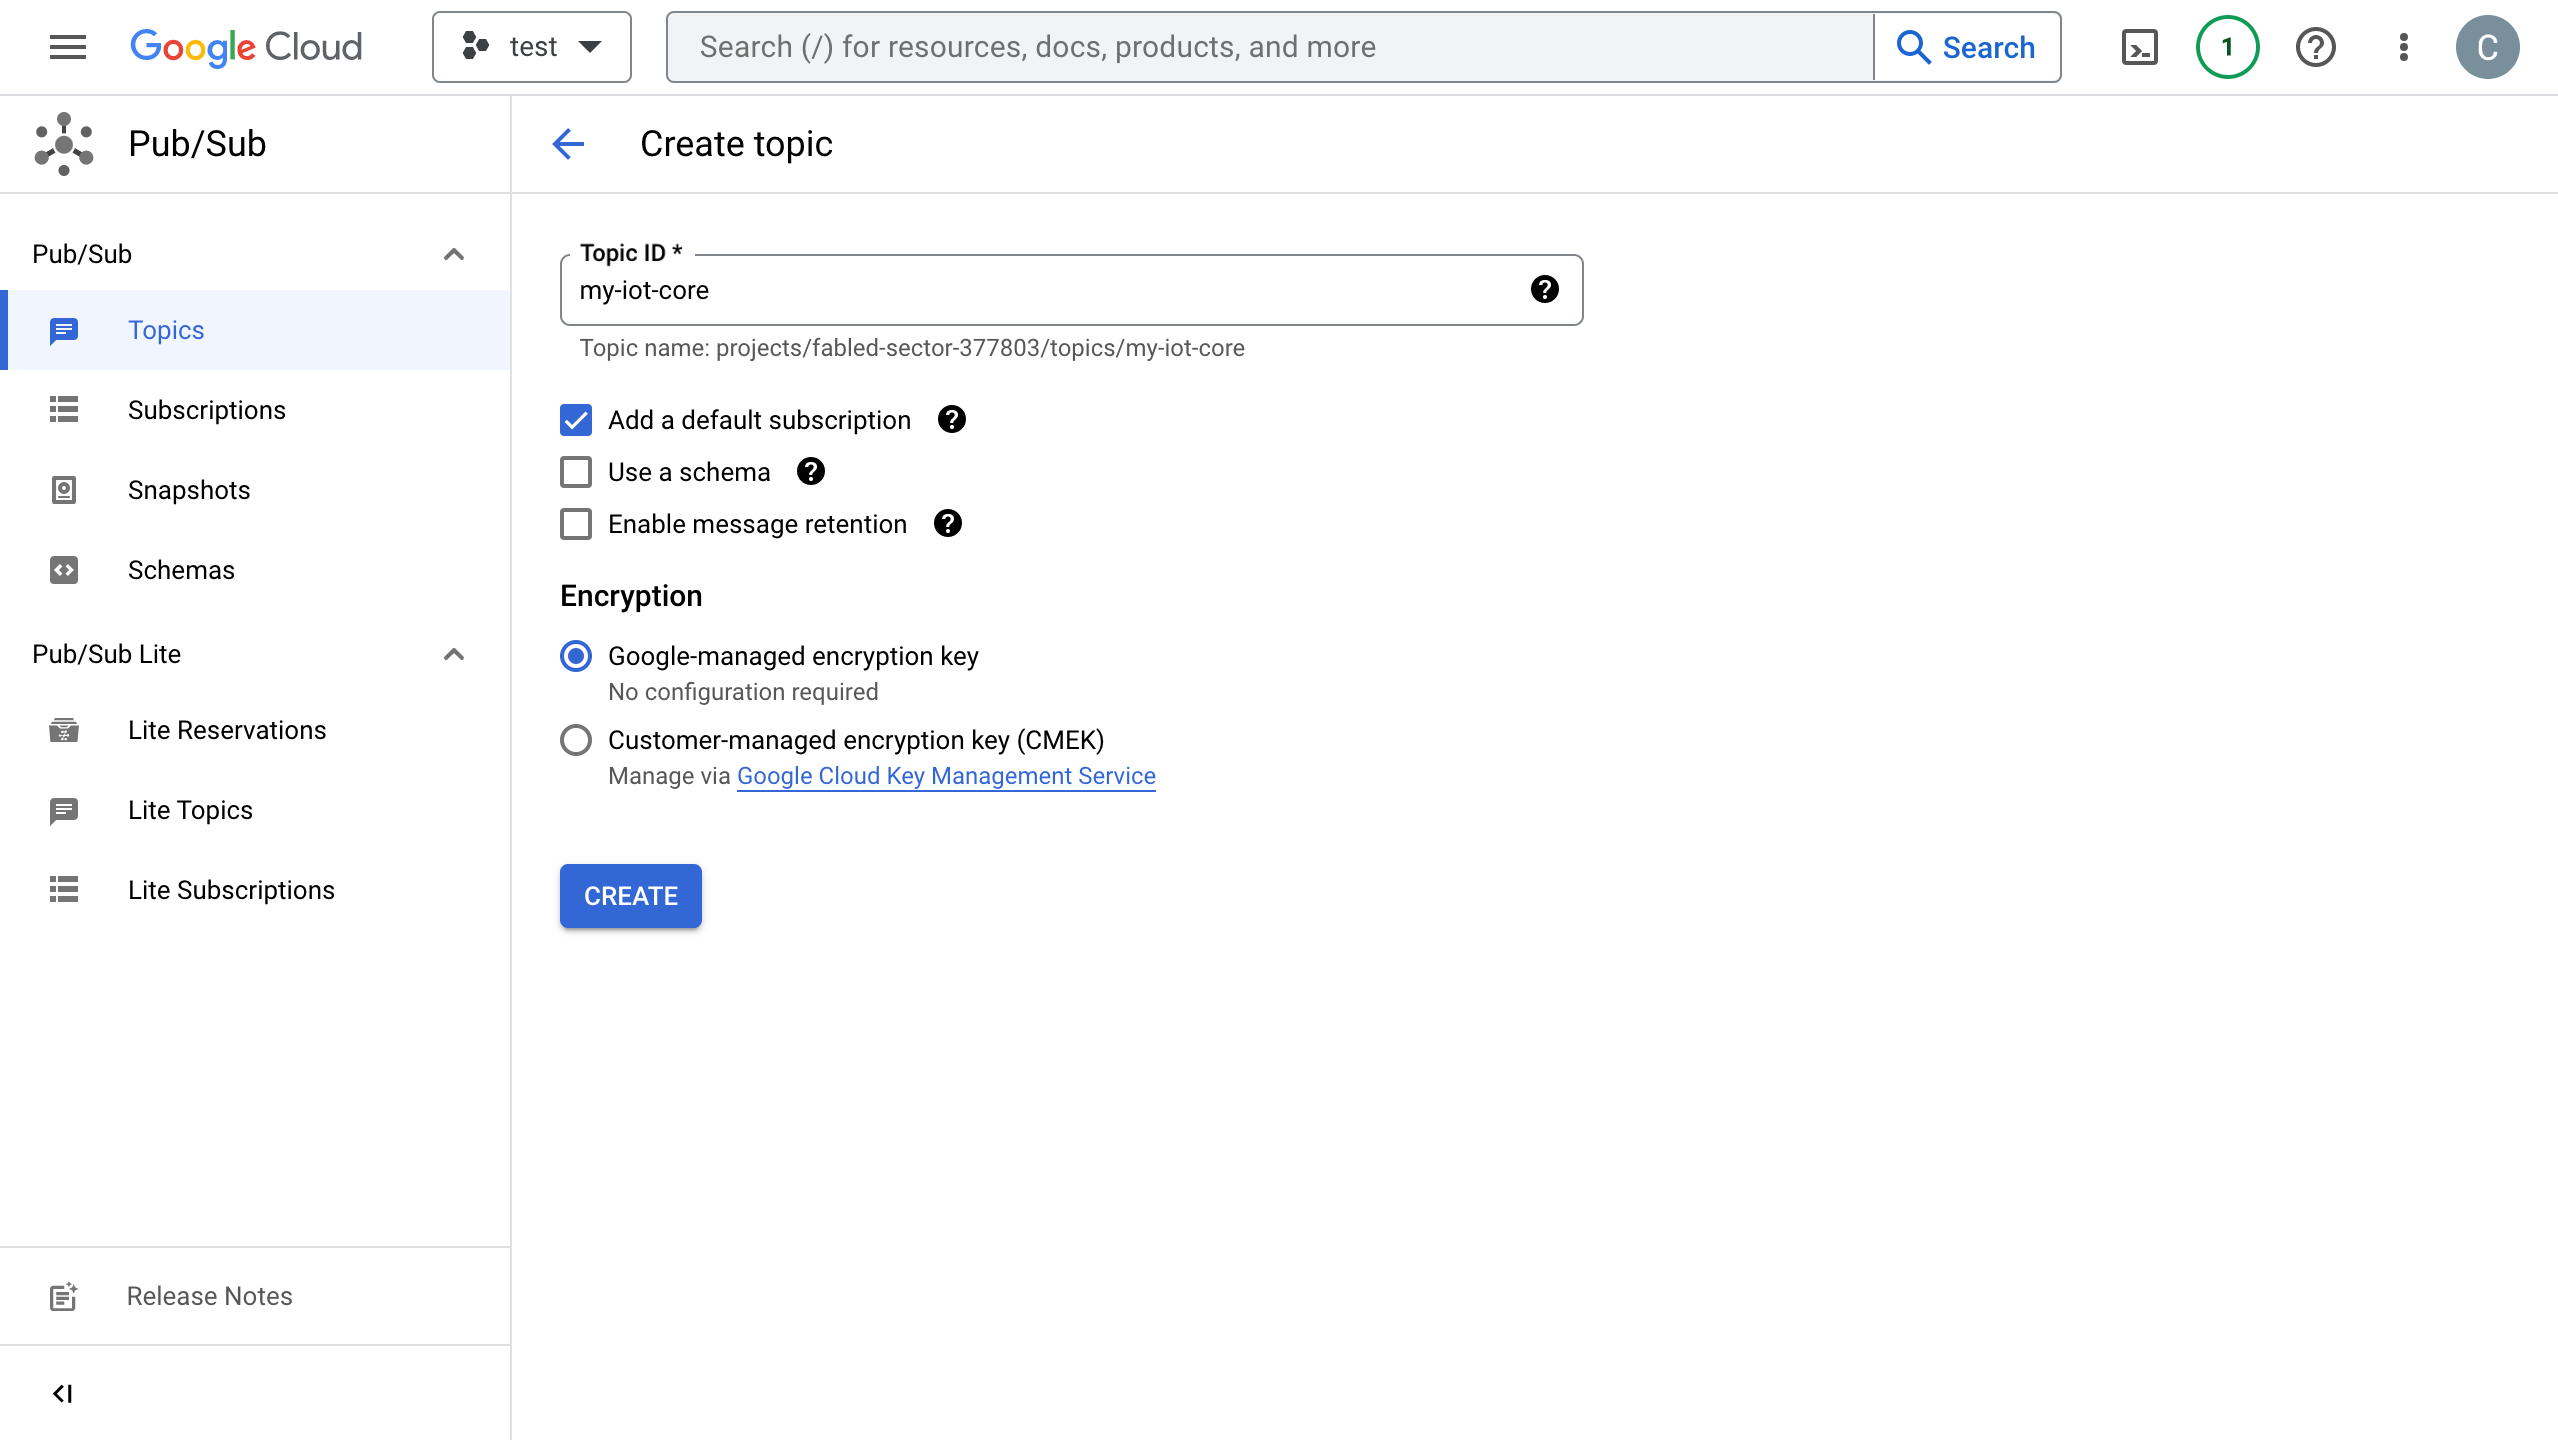 Google Cloud
test
Search (/) for resources, docs, products, and more
Search
1
C
Pub/Sub
Create topic
Pub/Sub
Topics
Subscriptions
Snapshots
Schemas
Pub/Sub Lite
Lite Reservations
Lite Topics
Lite Subscriptions
Release Notes
Topic ID *
my-iot-core
Topic name: projects/fabled-sector-377803/topics/my-iot-core
Add a default subscription
Use a schema
Enable message retention
Encryption
Google-managed encryption key
No configuration required
Customer-managed encryption key (CMEK)
Manage via Google Cloud Key Management Service
CREATE